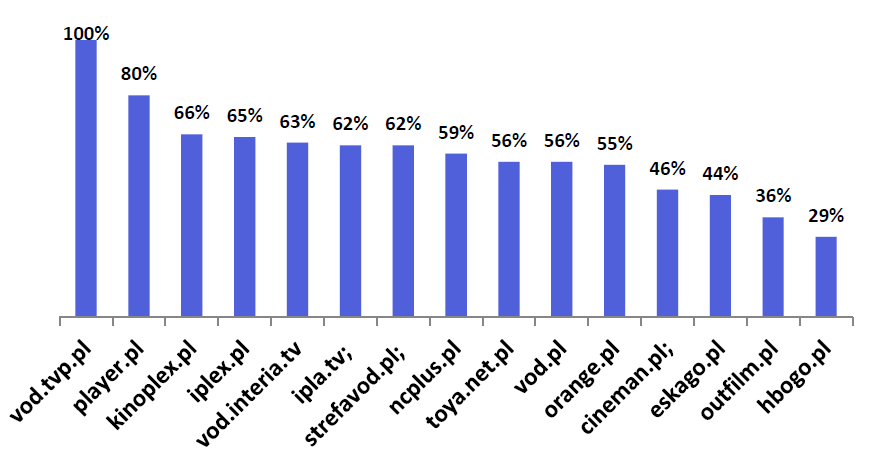 100%
80%
66%
65%
63%
62%
62%
59%
56%
56%
55%
46%
44%
36%
29%
vod.tvp.pl
player.pl
kinoplex.pl
iplex.pl
vod.interia.tv
ipla.tv;
strefavod.pl;
ncplus.pl
toya.net.pl
vod.pl
orange.pl
cineman.pl;
eskago.pl
outfilm.pl
hbogo.pl